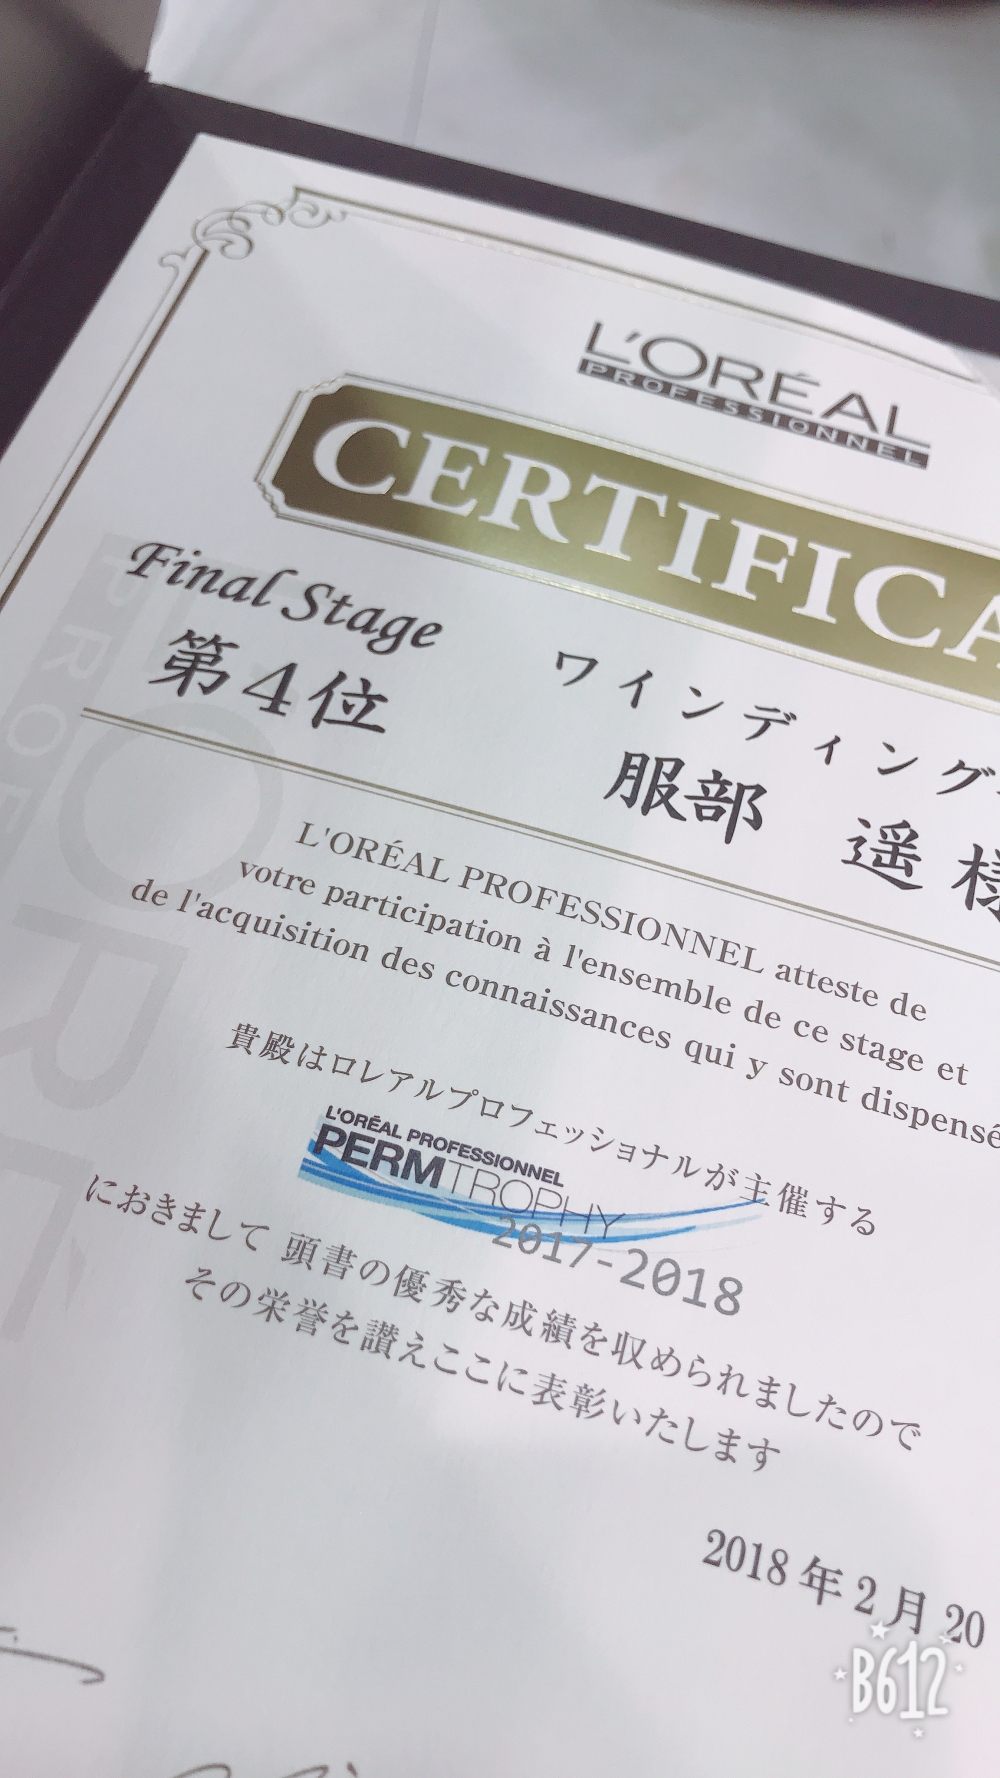 L'ORÉAL
PROFESSIONNEL
CERTIFICA
Final Stage
第4位
ワインディング
服部 遥 様
L'ORÉAL PROFESSIONNEL atteste de
votre participation à l'ensemble de ce stage et
de l'acquisition des connaissances qui y sont dispensé
貴殿はロレアルプロフェッショナルが主催する
L'ORÉAL PROFESSIONNEL
PERMTROPHY
2017-2018
におきまして 頭書の優秀な成績を収められましたので
その栄誉を讃えここに表彰いたします
2018年2月20
B612